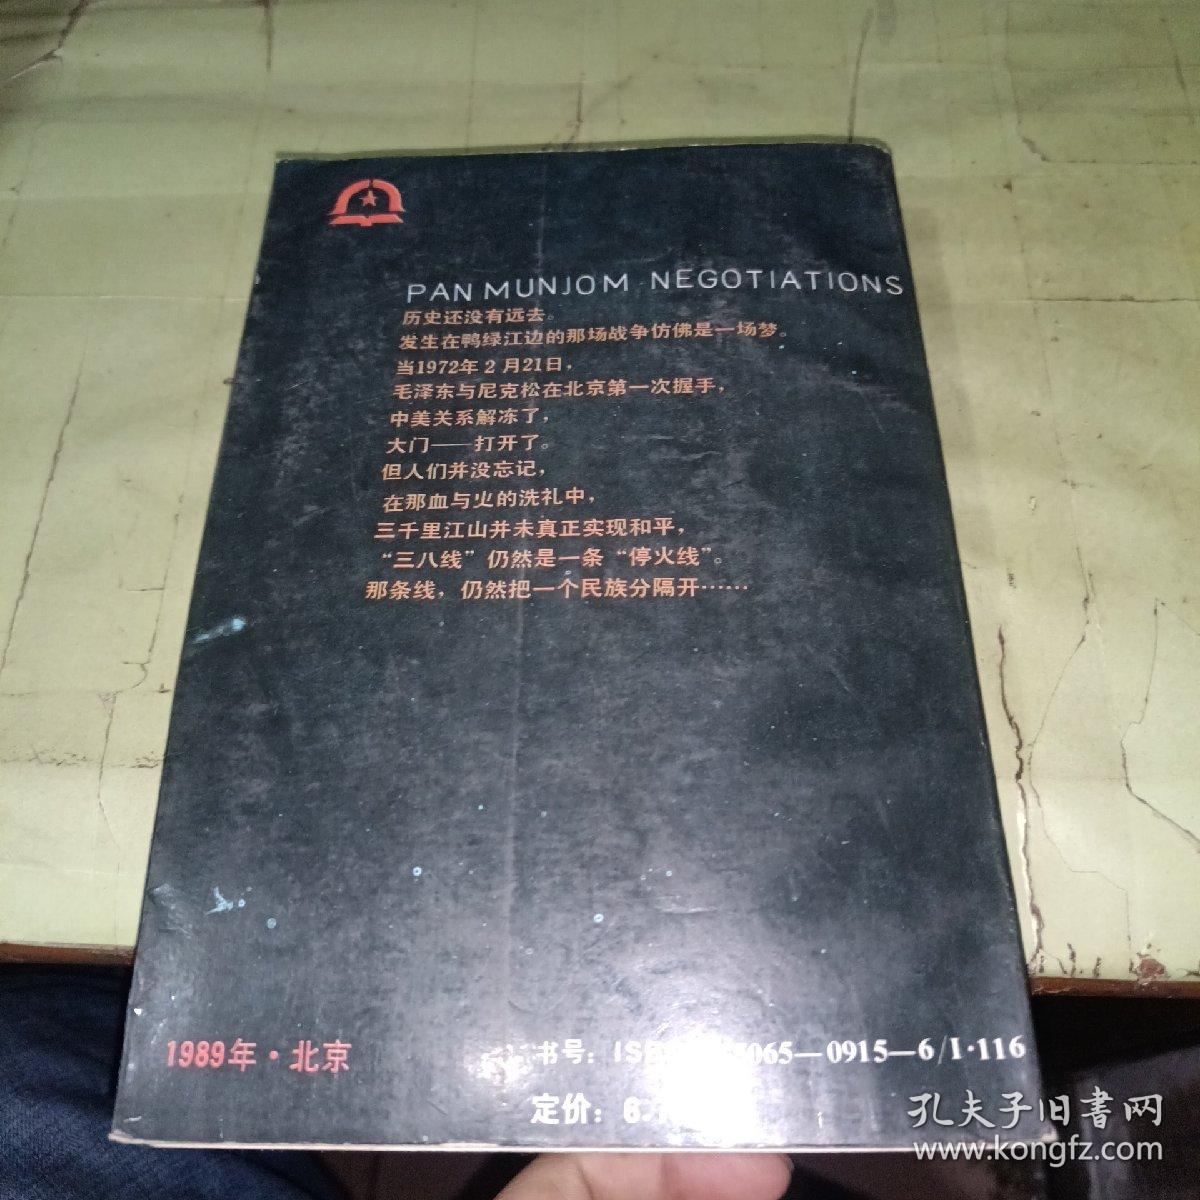 PAN MUNJOM NEGOTIATIONS
历史还没有远去。
发生在鸭绿江边的那场战争仿佛是一场梦。
当1972年2月21日，
毛泽东与尼克松在北京第一次握手，
中美关系解冻了，
大门——打开了。
但人们并没忘记，
在那血与火的洗礼中，
三千里江山并未真正实现和平，
“三八线”仍然是一条“停火线”。
那条线，仍然把一个民族分隔开……
1989年·北京
书号：IS 065—0915—6/I·116
定价：6.
孔夫子旧书网
www.kongfz.com